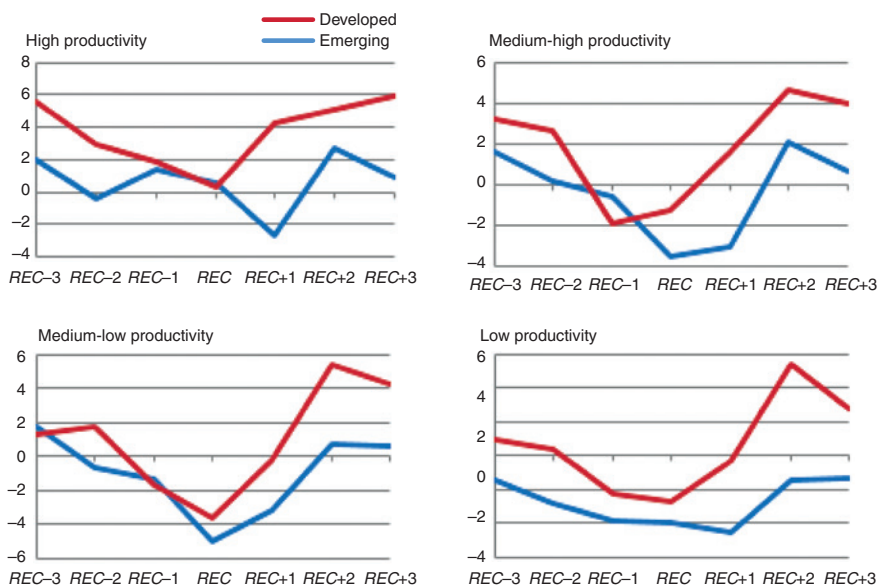 Developed
Emerging
High productivity
8
6
4
2
0
–2
–4
REC–3 REC–2 REC–1 REC REC+1 REC+2 REC+3
Medium-high productivity
6
4
2
0
–2
–4
REC–3 REC–2 REC–1 REC REC+1 REC+2 REC+3
Medium-low productivity
6
4
2
0
–2
–4
–6
REC–3 REC–2 REC–1 REC REC+1 REC+2 REC+3
Low productivity
6
4
2
0
–2
–4
REC–3 REC–2 REC–1 REC REC+1 REC+2 REC+3